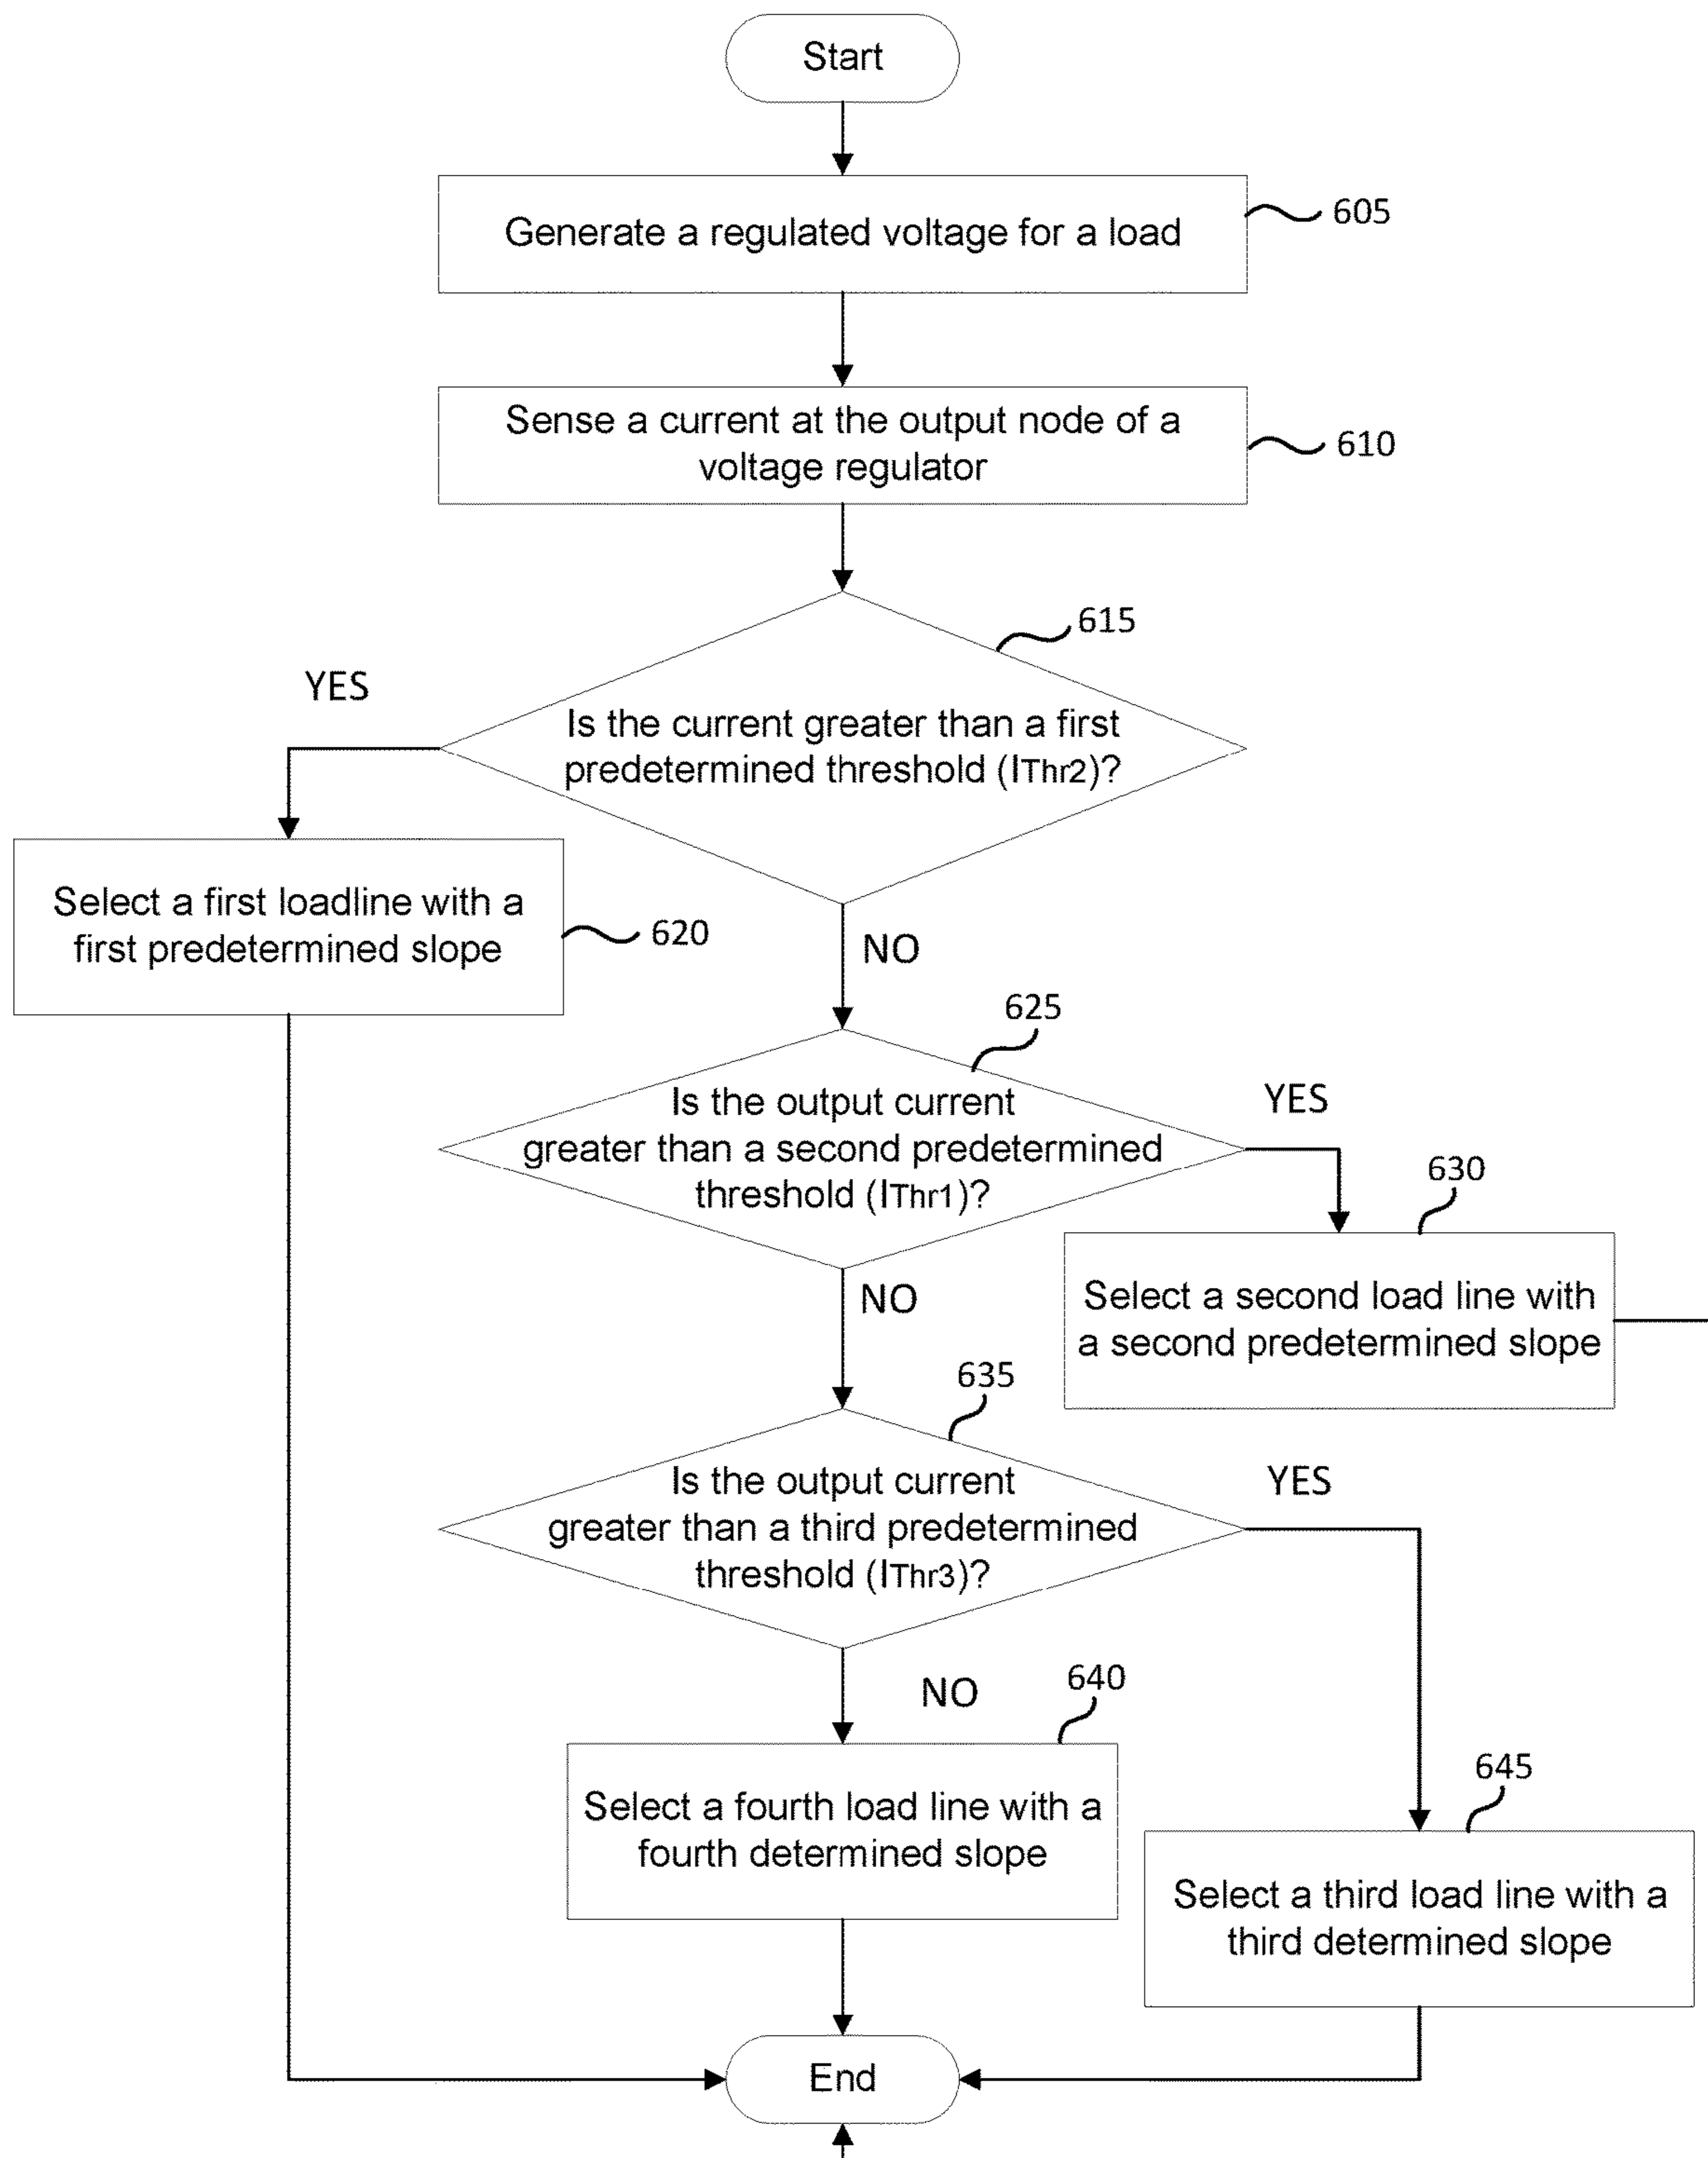 Start
Generate a regulated voltage for a load
605
Sense a current at the output node of a
voltage regulator
610
615
YES
Is the current greater than a first
predetermined threshold (IThr2)?
Select a first loadline with a
first predetermined slope
620
NO
625
Is the output current
greater than a second predetermined
threshold (IThr1)?
YES
630
Select a second load line with
a second predetermined slope
NO
635
Is the output current
greater than a third predetermined
threshold (IThr3)?
YES
NO
640
Select a fourth load line with a
fourth determined slope
645
Select a third load line with a
third determined slope
End